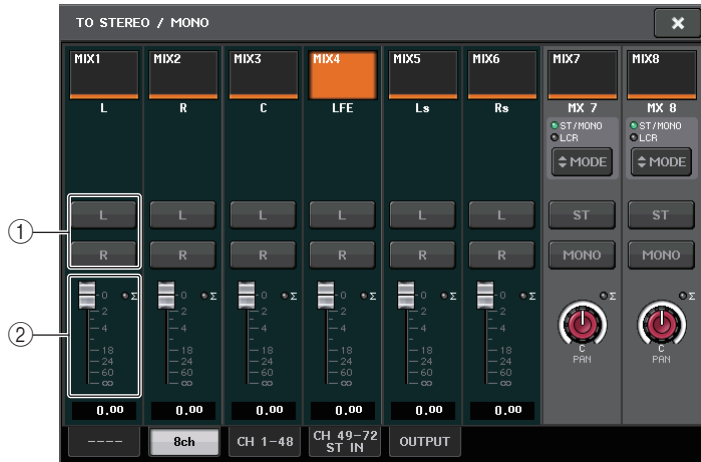 TO STEREO / MONO
×
MIX1 MIX2 MIX3 MIX4 MIX5 MIX6 MIX7 MIX8
L R C LFE Ls Rs MX 7 MX 8
ST/MONO ST/MONO
LCR LCR
MODE MODE
① L L L L L L ST ST
R R R R R R MONO MONO
② 0 Σ 0 Σ 0 Σ 0 Σ 0 Σ 0 Σ Σ Σ
2 2 2 2 2 2
4 4 4 4 4 4
18 18 18 18 18 18 C C
24 24 24 24 24 24 PAN PAN
60 60 60 60 60 60
∞ ∞ ∞ ∞ ∞ ∞
0.00 0.00 0.00 0.00 0.00 0.00
---- 8ch CH 1-48 CH 49-72 OUTPUT
ST IN